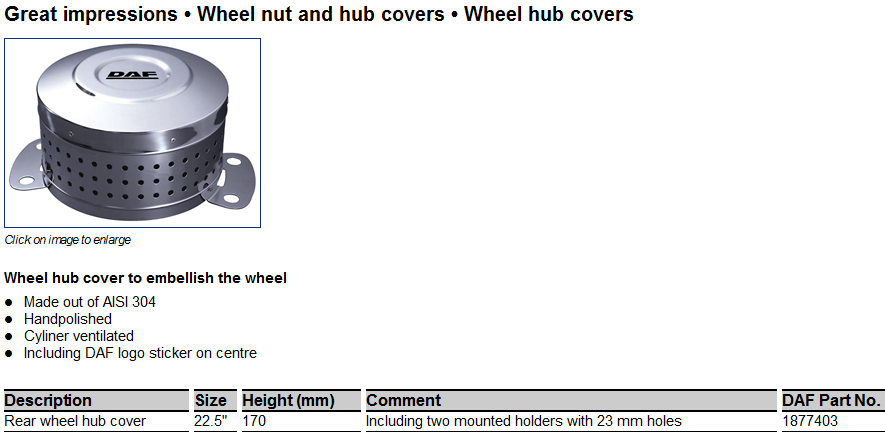 Great impressions • Wheel nut and hub covers • Wheel hub covers
DAF
Click on image to enlarge
Wheel hub cover to embellish the wheel
● Made out of AISI 304
● Handpolished
● Cyliner ventilated
● Including DAF logo sticker on centre
Description Size Height (mm) Comment DAF Part No.
Rear wheel hub cover 22.5" 170 Including two mounted holders with 23 mm holes 1877403